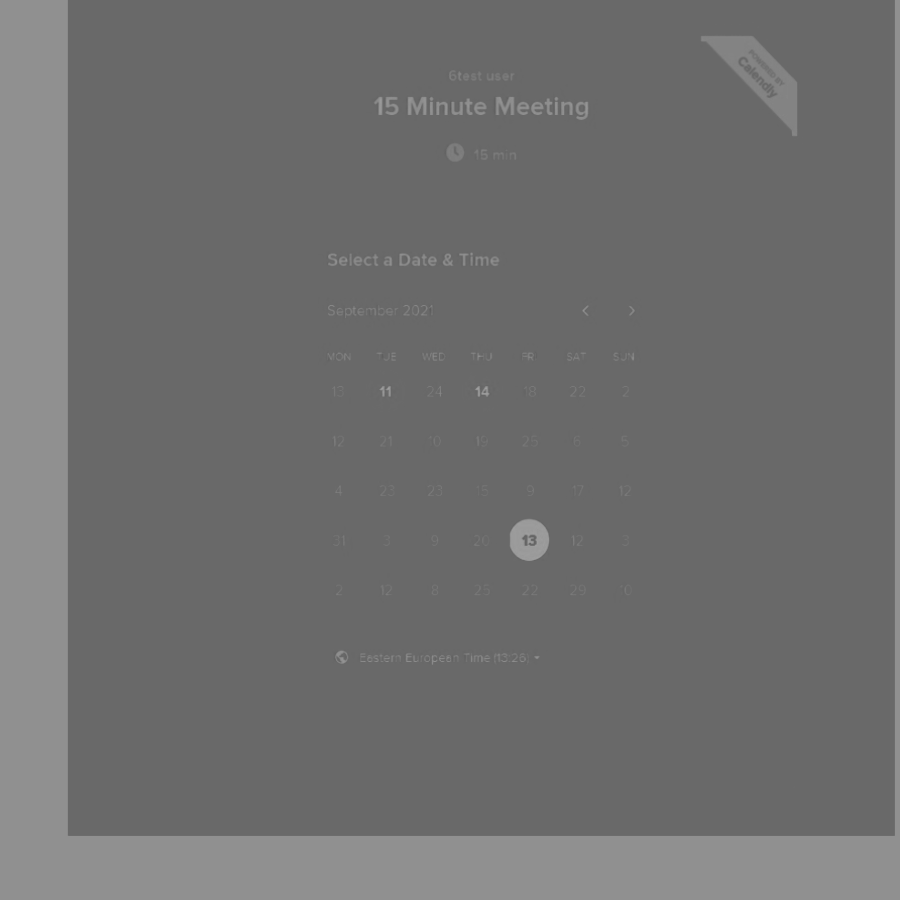 6test user
15 Minute Meeting
15 min
POWERED BY
Calendly
Select a Date & Time
September 2021
MON TUE WED THU FRI SAT SUN
13 11 24 14 18 22 2
12 21 10 19 25 6 5
4 23 23 15 9 17 12
31 3 9 20 13 12 3
2 12 8 25 22 29 10
Eastern European Time (13:26)